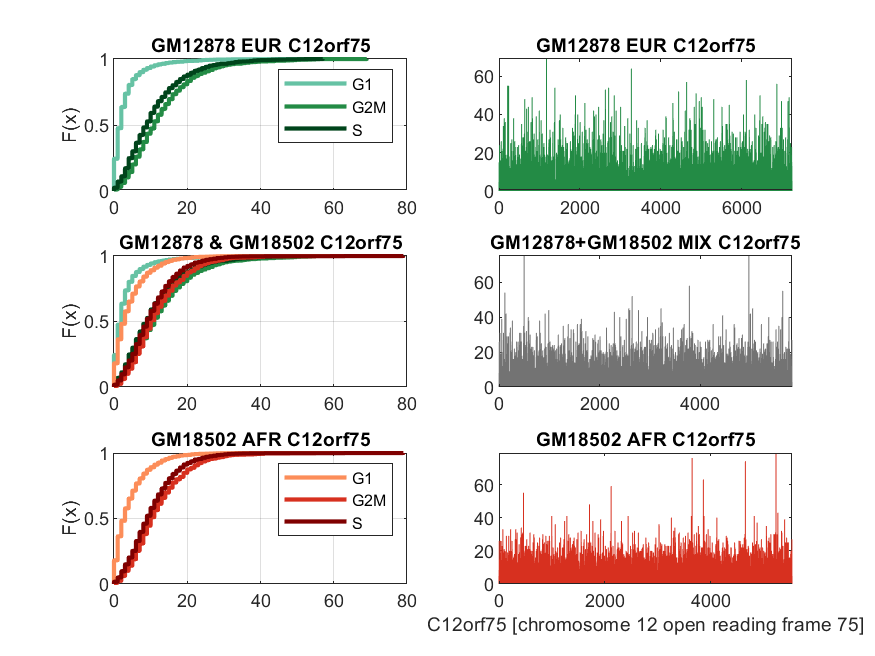 GM12878 EUR C12orf75
1
0.5
0
F(x)
G1
G2M
S
0 20 40 60 80
GM12878 EUR C12orf75
60
40
20
0
0 2000 4000 6000
GM12878 & GM18502 C12orf75
1
0.5
0
F(x)
0 20 40 60 80
GM12878+GM18502 MIX C12orf75
60
40
20
0
0 2000 4000
GM18502 AFR C12orf75
1
0.5
0
F(x)
G1
G2M
S
0 20 40 60 80
GM18502 AFR C12orf75
60
40
20
0
0 2000 4000
C12orf75 [chromosome 12 open reading frame 75]